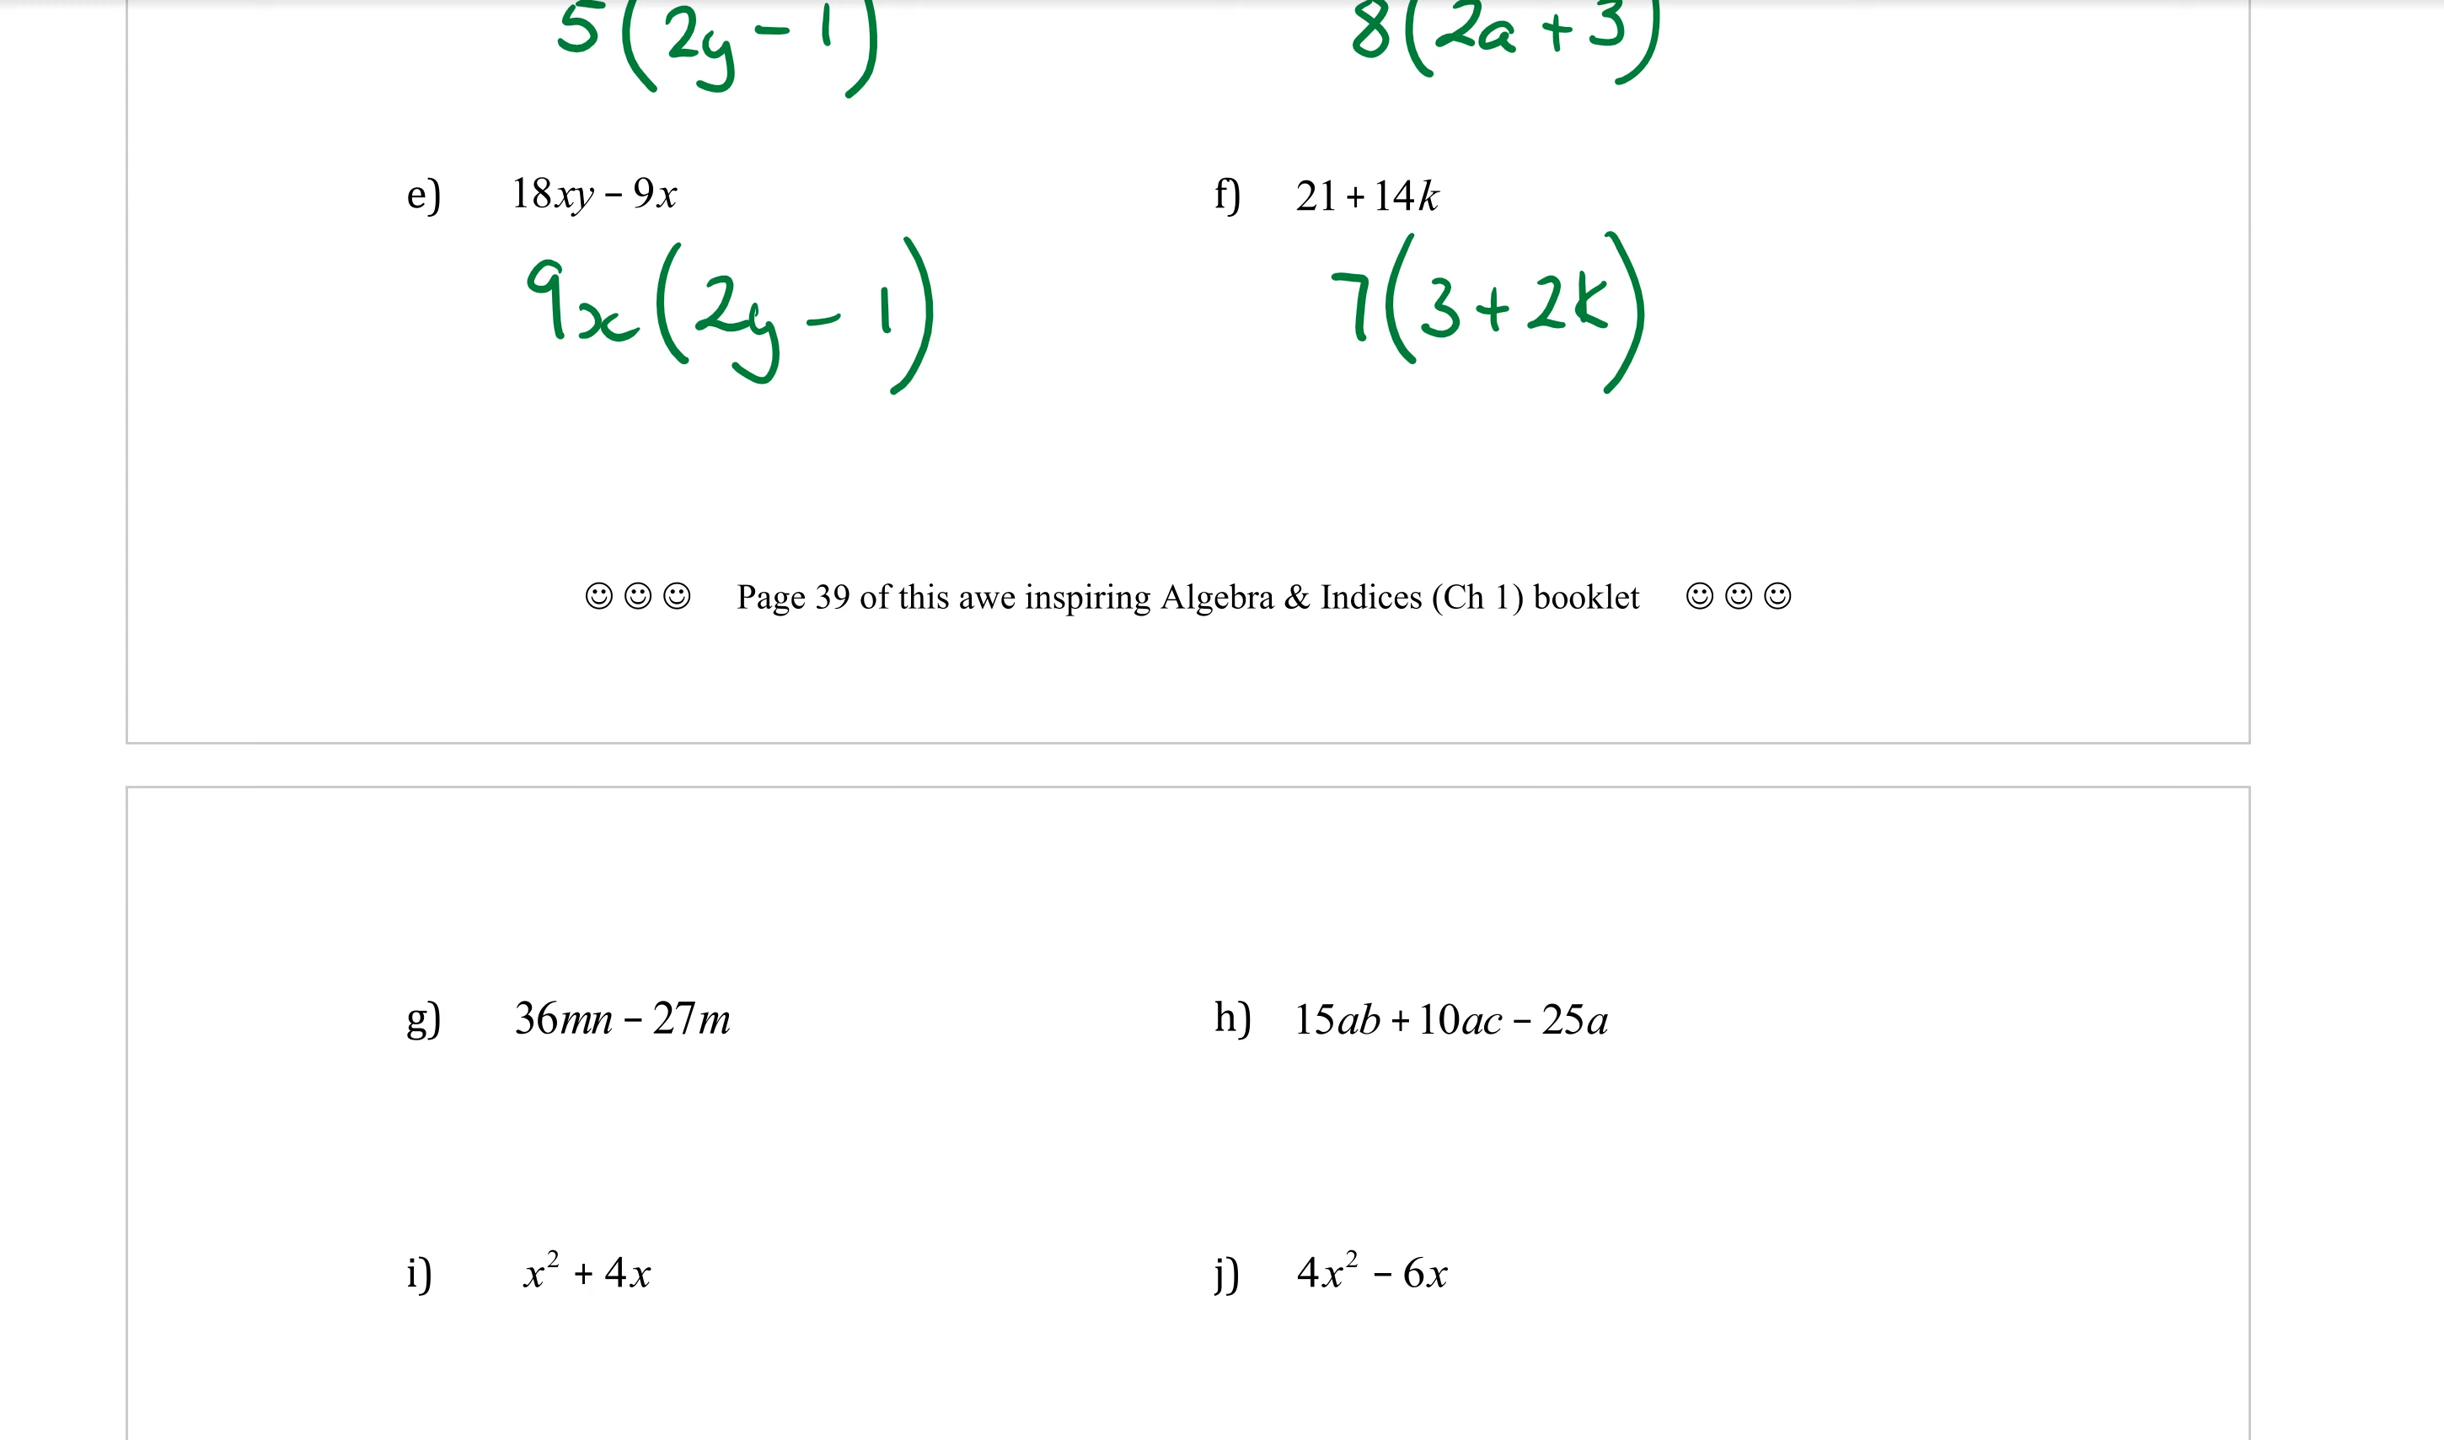 5(2y - 1) 8(2a + 3)
e) 18xy - 9x f) 21 + 14k
9x(2y - 1) 7(3 + 2k)
☺ ☺ ☺ Page 39 of this awe inspiring Algebra & Indices (Ch 1) booklet ☺ ☺ ☺
g) 36mn - 27m h) 15ab + 10ac - 25a
i) x² + 4x j) 4x² - 6x